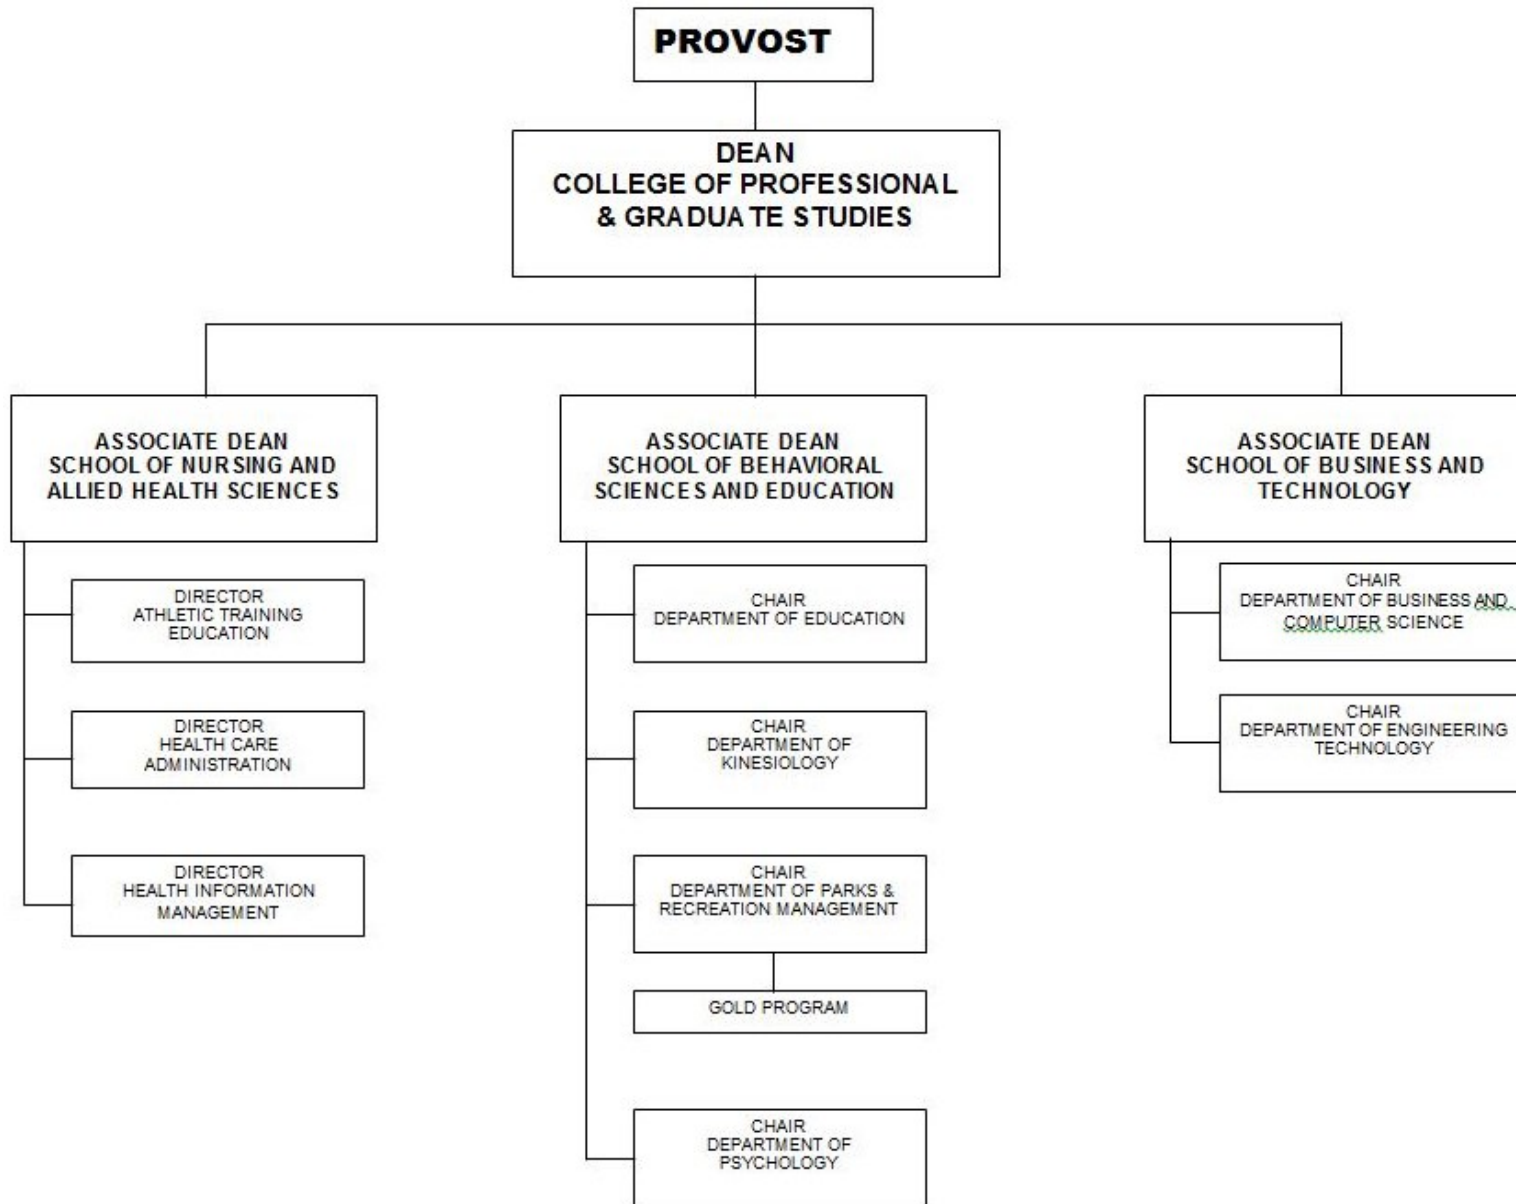 PROVOST
DEAN
COLLEGE OF PROFESSIONAL
& GRADUATE STUDIES
ASSOCIATE DEAN
SCHOOL OF NURSING AND
ALLIED HEALTH SCIENCES
DIRECTOR
ATHLETIC TRAINING
EDUCATION
DIRECTOR
HEALTH CARE
ADMINISTRATION
DIRECTOR
HEALTH INFORMATION
MANAGEMENT
ASSOCIATE DEAN
SCHOOL OF BEHAVIORAL
SCIENCES AND EDUCATION
CHAIR
DEPARTMENT OF EDUCATION
CHAIR
DEPARTMENT OF
KINESIOLOGY
CHAIR
DEPARTMENT OF PARKS &
RECREATION MANAGEMENT
GOLD PROGRAM
CHAIR
DEPARTMENT OF
PSYCHOLOGY
ASSOCIATE DEAN
SCHOOL OF BUSINESS AND
TECHNOLOGY
CHAIR
DEPARTMENT OF BUSINESS AND
COMPUTER SCIENCE
CHAIR
DEPARTMENT OF ENGINEERING
TECHNOLOGY